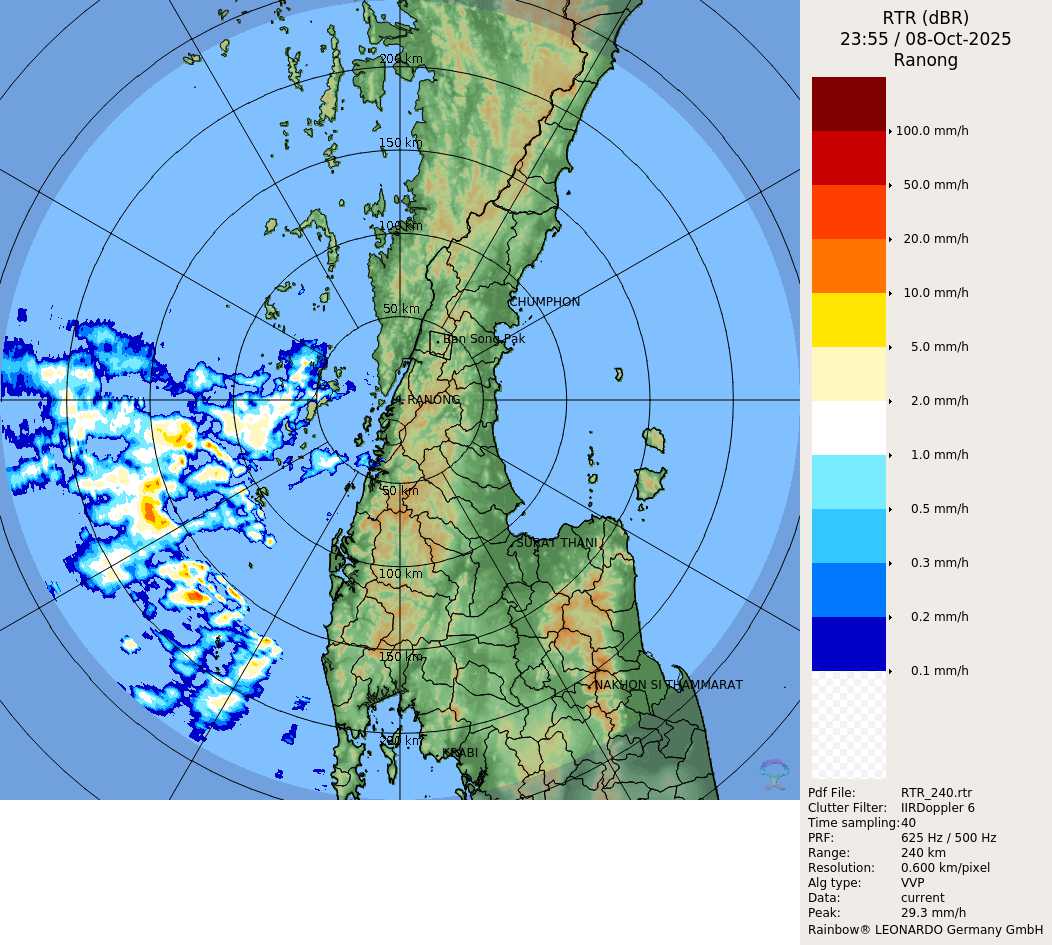 RTR (dBR)
23:55 / 08-Oct-2025
Ranong
200 km
150 km
100 km
50 km
CHUMPHON
Ban Song Pak
RANONG
50 km
SURAT THANI
100 km
150 km
NAKHON SI THAMMARAT
200 km
KRABI
100.0 mm/h
50.0 mm/h
20.0 mm/h
10.0 mm/h
5.0 mm/h
2.0 mm/h
1.0 mm/h
0.5 mm/h
0.3 mm/h
0.2 mm/h
0.1 mm/h
Pdf File: RTR_240.rtr
Clutter Filter: IIRDoppler 6
Time sampling:40
PRF: 625 Hz / 500 Hz
Range: 240 km
Resolution: 0.600 km/pixel
Alg type: VVP
Data: current
Peak: 29.3 mm/h
Rainbow® LEONARDO Germany GmbH